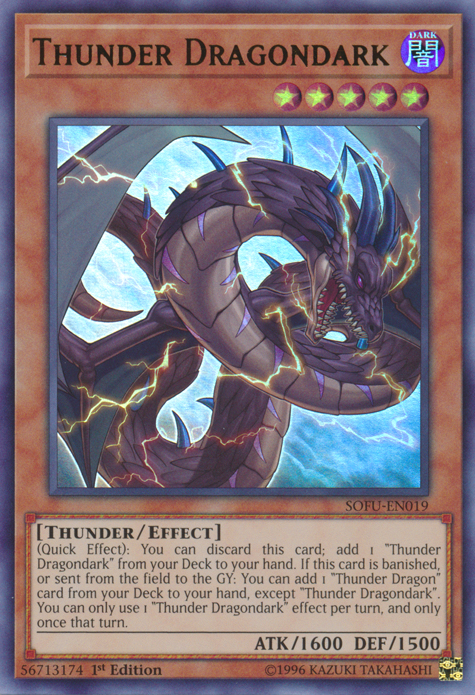 THUNDER DRAGONDARK
DARK
闇
SOFU-EN019
[THUNDER/EFFECT]
(Quick Effect): You can discard this card; add 1 "Thunder
Dragondark" from your Deck to your hand. If this card is banished,
or sent from the field to the GY: You can add 1 "Thunder Dragon"
card from your Deck to your hand, except "Thunder Dragondark".
You can only use 1 "Thunder Dragondark" effect per turn, and only
once that turn.
ATK/1600 DEF/1500
56713174 1st Edition ©1996 KAZUKI TAKAHASHI